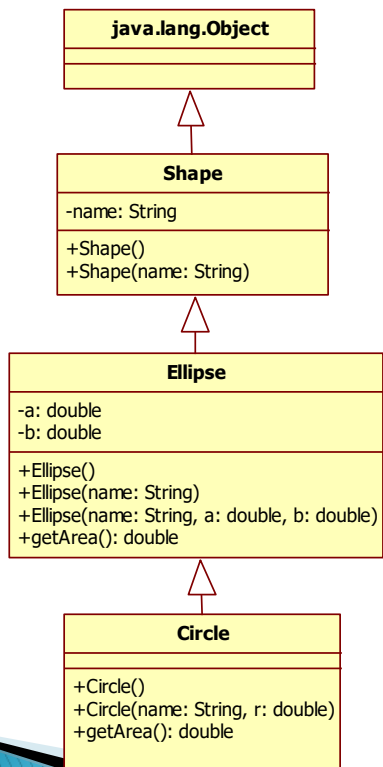 java.lang.Object
Shape
-name: String
+Shape()
+Shape(name: String)
Ellipse
-a: double
-b: double
+Ellipse()
+Ellipse(name: String)
+Ellipse(name: String, a: double, b: double)
+getArea(): double
Circle
+Circle()
+Circle(name: String, r: double)
+getArea(): double